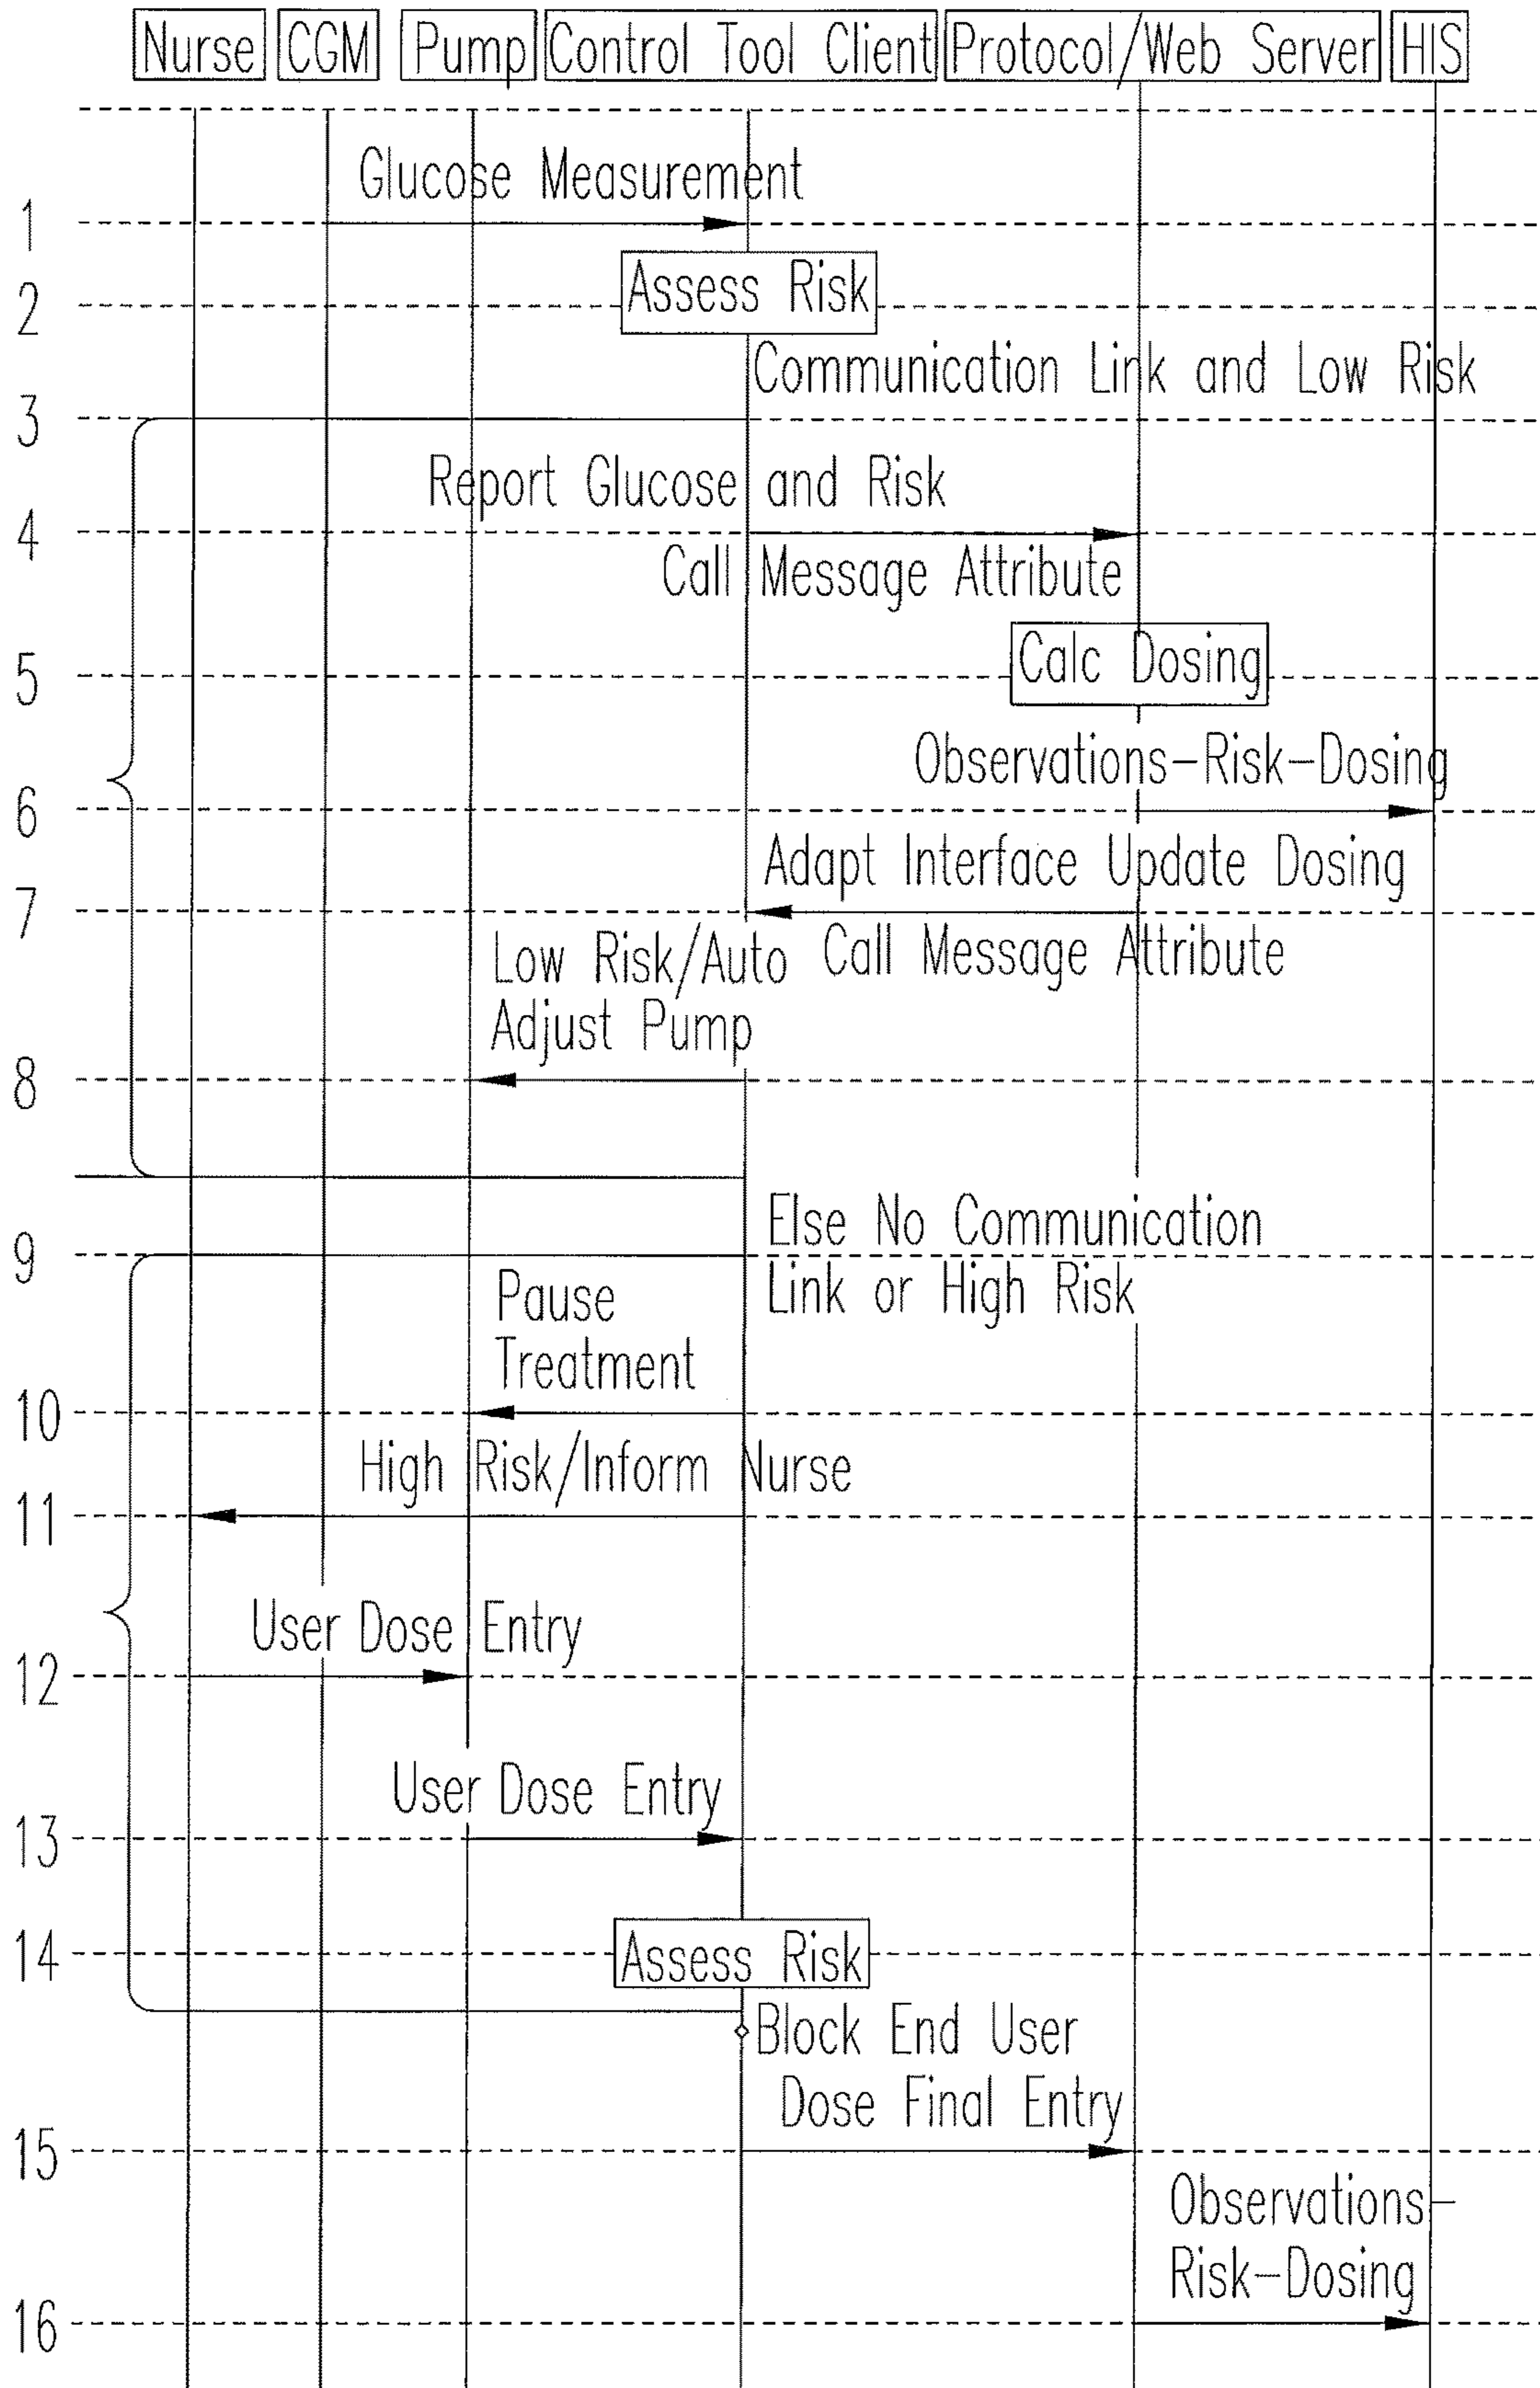 Nurse CGM Pump Control Tool Client Protocol/Web Server HIS
Glucose Measurement
1
Assess Risk
2
Communication Link and Low Risk
3
Report Glucose and Risk
4
Call Message Attribute
Calc Dosing
5
Observations-Risk-Dosing
6
Adapt Interface Update Dosing
7
Low Risk/Auto Call Message Attribute
Adjust Pump
8
Else No Communication
9
Link or High Risk
Pause
Treatment
10
High Risk/Inform Nurse
11
User Dose Entry
12
User Dose Entry
13
Assess Risk
14
Block End User
Dose Final Entry
15
Observations-
Risk-Dosing
16